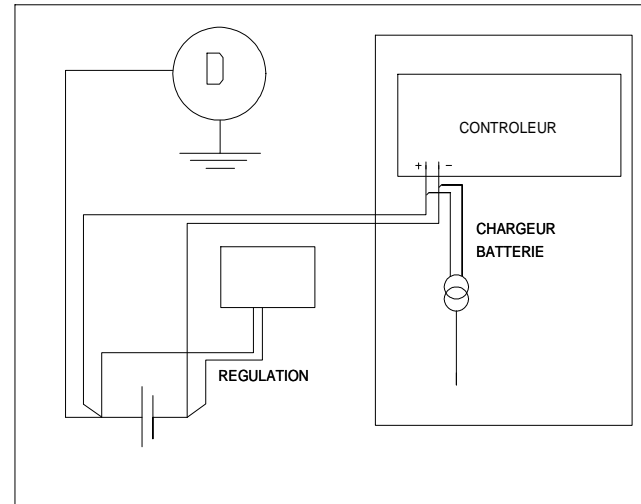 D
CONTROLEUR
+ -
CHARGEUR
BATTERIE
REGULATION